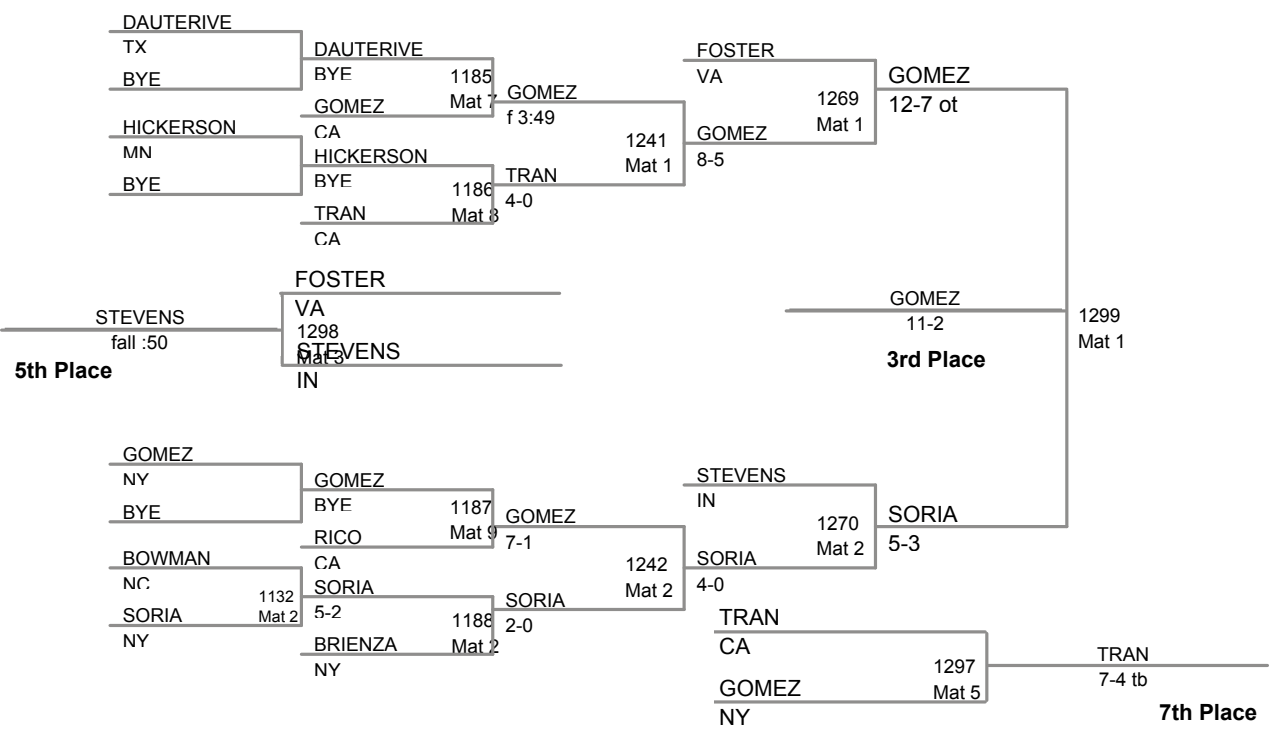 DAUTERIVE
TX
BYE
HICKERSON
MN
BYE
DAUTERIVE
BYE
1185
Mat 7
GOMEZ
CA
HICKERSON
BYE
1186
Mat 8
TRAN
CA
GOMEZ
f 3:49
TRAN
4-0
1241
Mat 1
FOSTER
VA
GOMEZ
8-5
1269
Mat 1
GOMEZ
12-7 ot
FOSTER
VA
1298
Mat 3
STEVENS
IN
STEVENS
fall :50
5th Place
GOMEZ
11-2
3rd Place
1299
Mat 1
GOMEZ
NY
BYE
BOWMAN
NC
SORIA
NY
1132
Mat 2
GOMEZ
BYE
1187
Mat 9
RICO
CA
SORIA
5-2
1188
Mat 2
BRIENZA
NY
GOMEZ
7-1
SORIA
2-0
1242
Mat 2
STEVENS
IN
SORIA
4-0
1270
Mat 2
SORIA
5-3
TRAN
CA
GOMEZ
NY
1297
Mat 5
TRAN
7-4 tb
7th Place